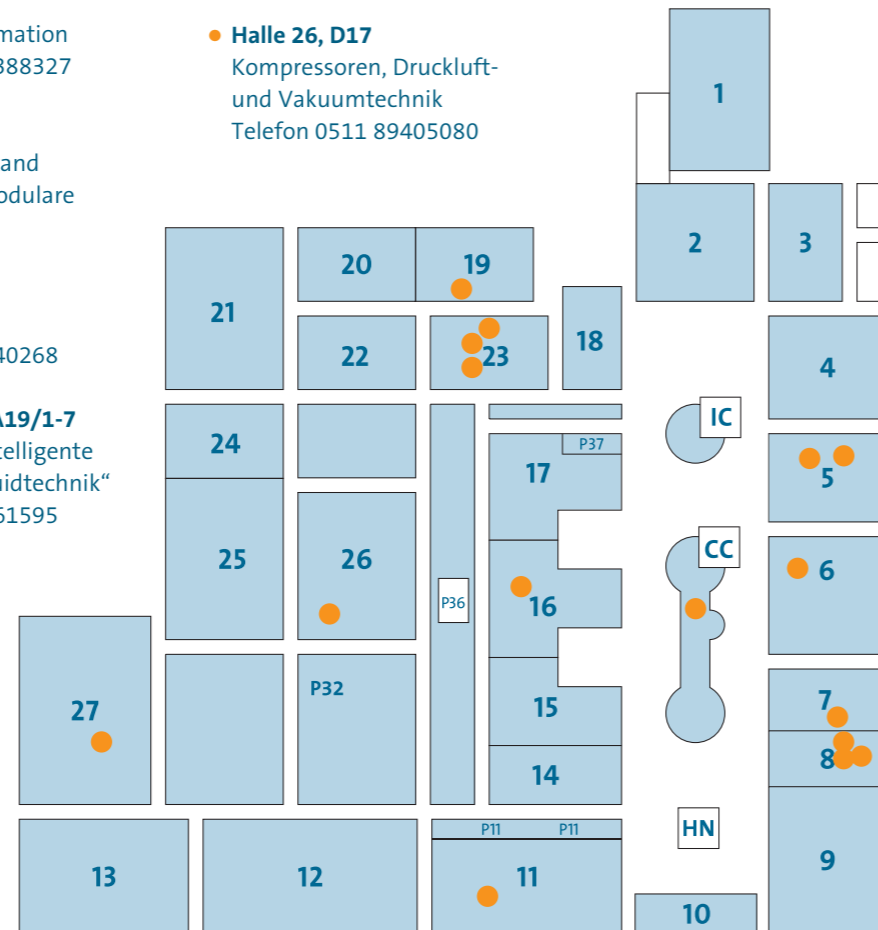 mation
388327
and
odulare
40268
A19/1-7
telligente
uidtechnik“
61595
Halle 26, D17
Kompressoren, Druckluft-
und Vakuumtechnik
Telefon 0511 89405080
1
2
3
20
19
21
22
23
18
4
IC
24
P37
17
5
CC
25
26
P36
16
6
27
P32
15
7
14
8
HN
P11 P11
13
12
11
9
10